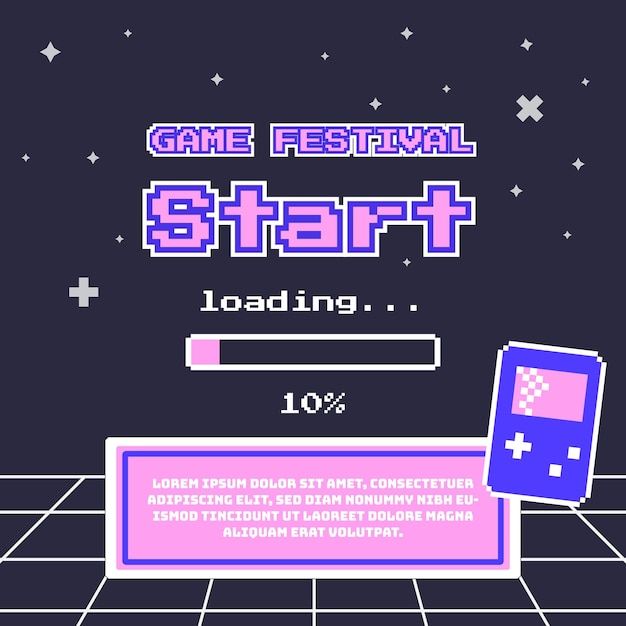 GAME FESTIVAL
Start
loading...
10%
LOREM IPSUM DOLOR SIT AMET, CONSECTETUER
ADIPISCING ELIT, SED DIAM NONUMMY NIBH EU-
ISMOD TINCIDUNT UT LAOREET DOLORE MAGNA
ALIQUAM ERAT VOLUTPAT.